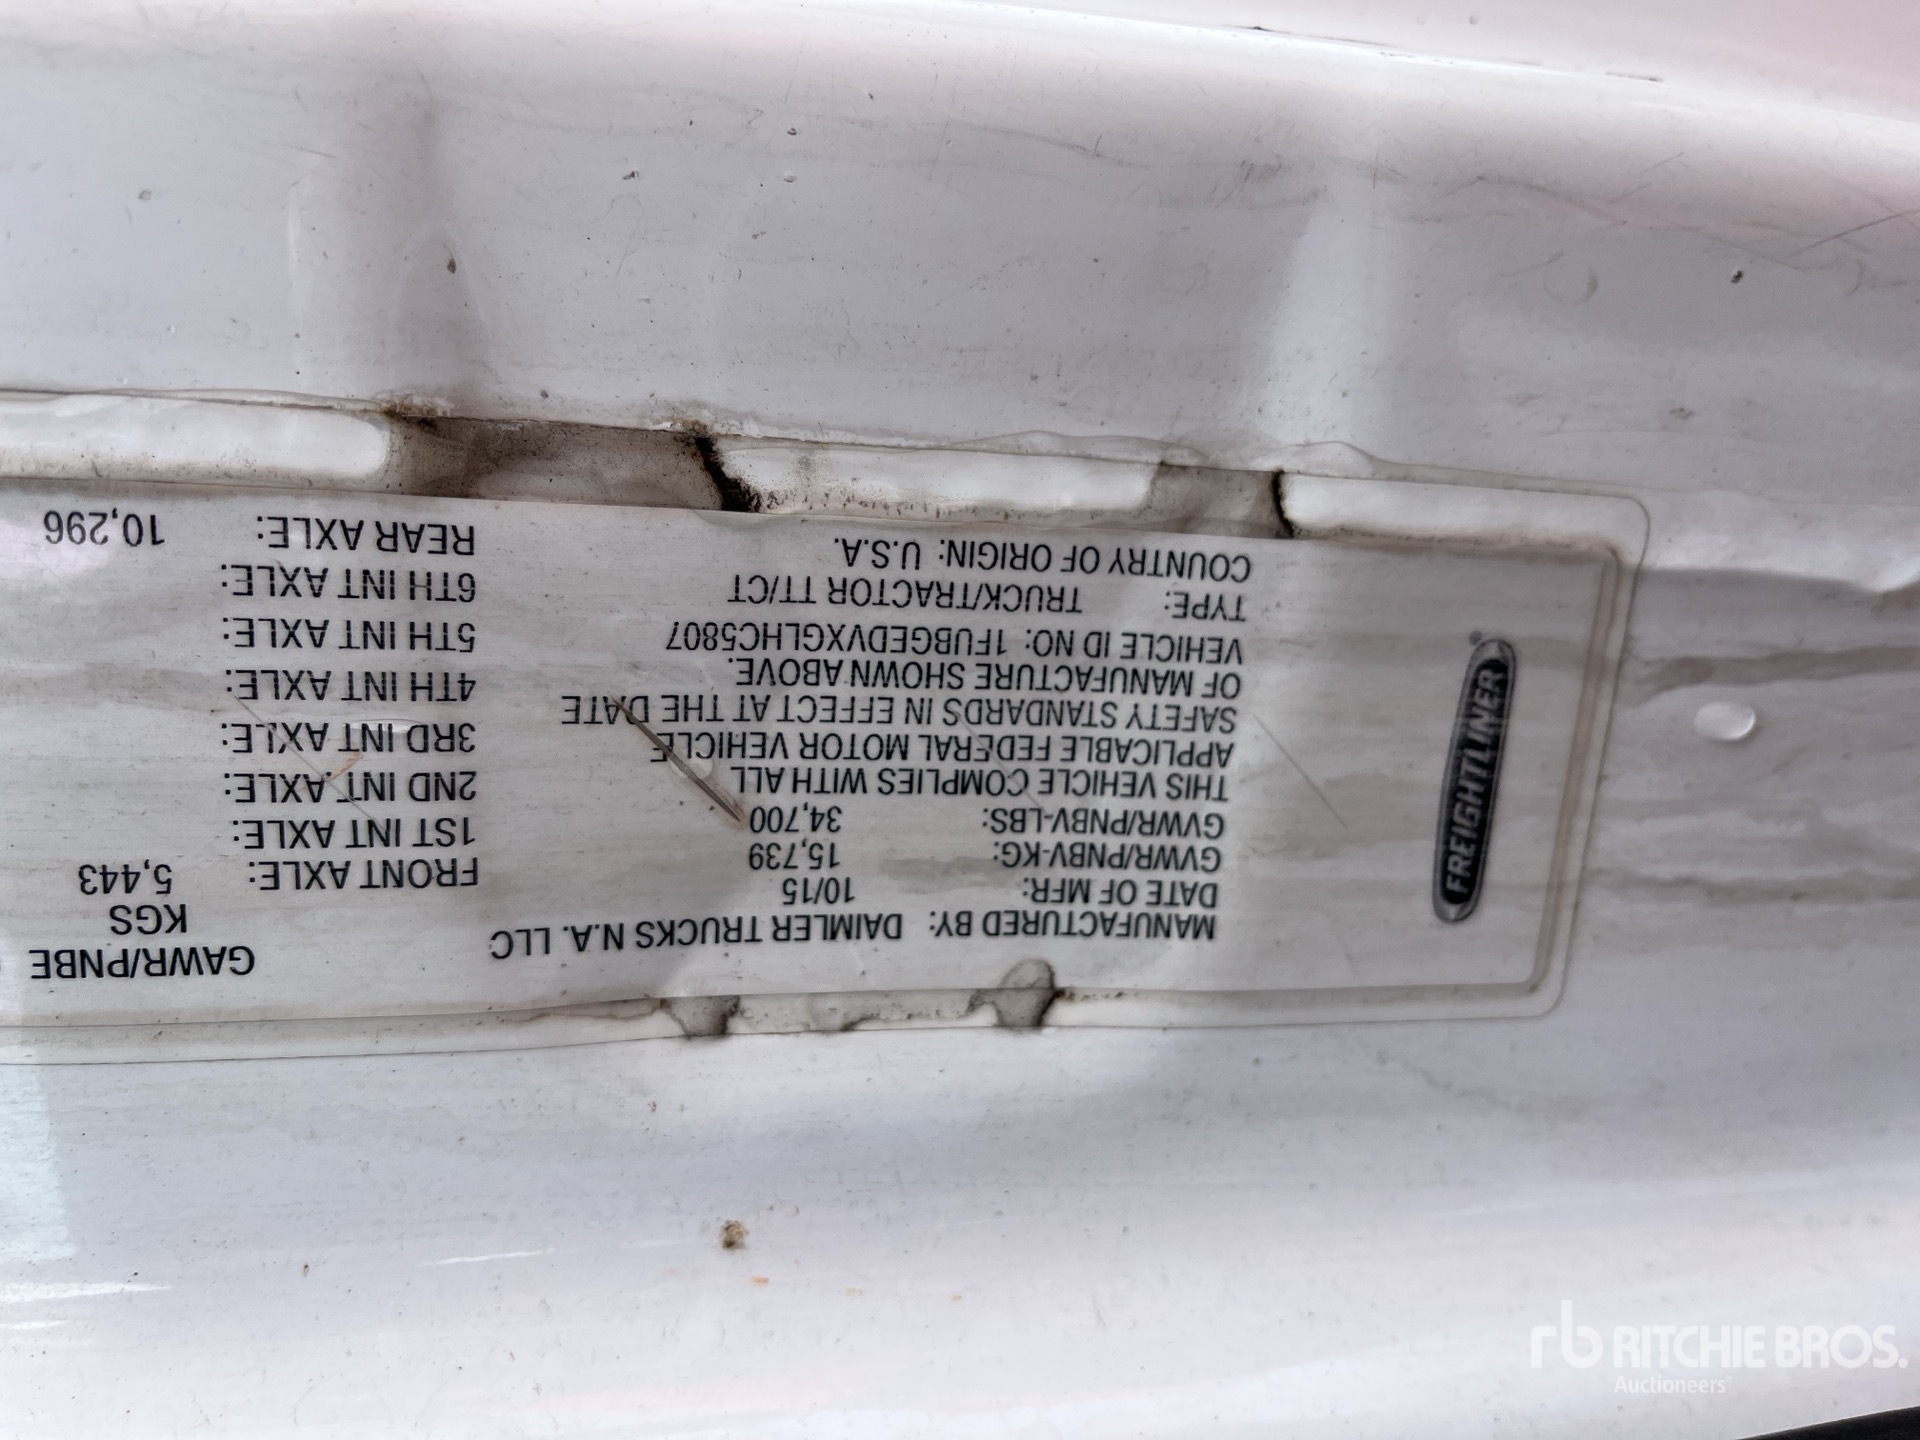 FREIGHTLINER®
MANUFACTURED BY: DAIMLER TRUCKS N.A. LLC
DATE OF MFR: 10/15
GVWR/PNBV-KG: 15,739
GVWR/PNBV-LBS: 34,700
THIS VEHICLE COMPLIES WITH ALL
APPLICABLE FEDERAL MOTOR VEHICLE
SAFETY STANDARDS IN EFFECT AT THE DATE
OF MANUFACTURE SHOWN ABOVE.
VEHICLE ID NO: 1FUBGEDVXGLHC5807
TYPE: TRUCK/TRACTOR TT/CT
COUNTRY OF ORIGIN: U.S.A.
GAWR/PNBE
KGS
FRONT AXLE: 5,443
1ST INT AXLE:
2ND INT AXLE:
3RD INT AXLE:
4TH INT AXLE:
5TH INT AXLE:
6TH INT AXLE:
REAR AXLE: 10,296
rb RITCHIE BROS.
Auctioneers